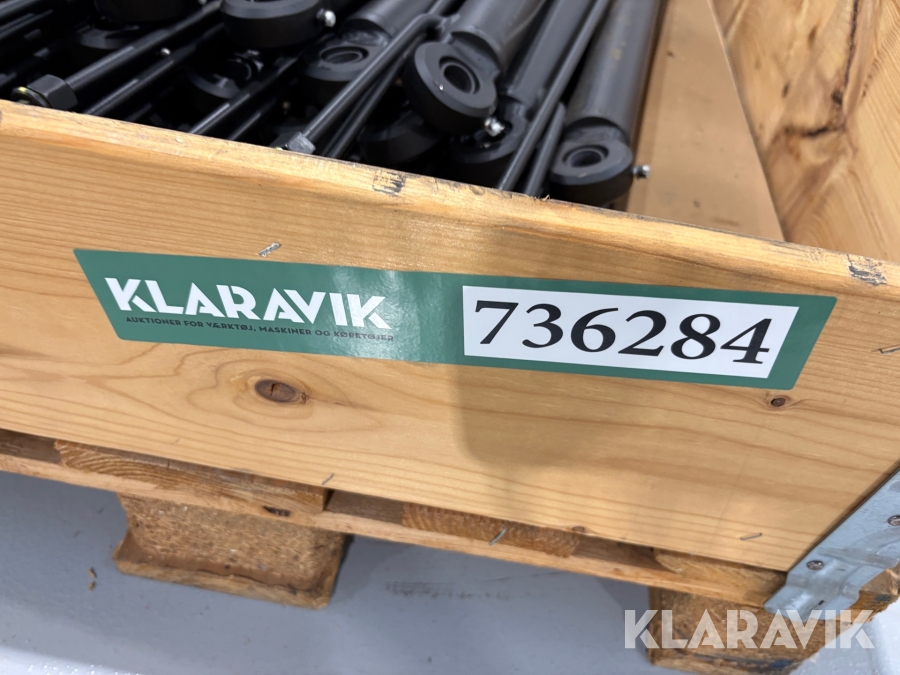 KLARAVIK
AUKTIONER FOR VÆRKTØJ, MASKINER OG KØRETØJER
736284
KLARAVIK